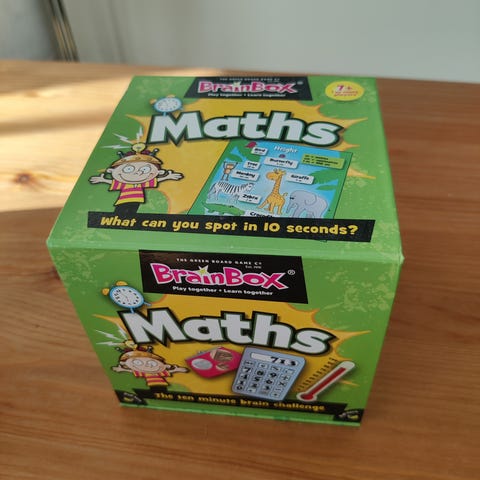 THE GREEN BOARD GAME Co
BrainBox
Play together • Learn together
7+
Maths
Height
Butterfly
Monkey
Giraffe
Zebra
What can you spot in 10 seconds?
THE GREEN BOARD GAME Co
BrainBox®
Play together • Learn together
Maths
713
The ten minute brain challenge